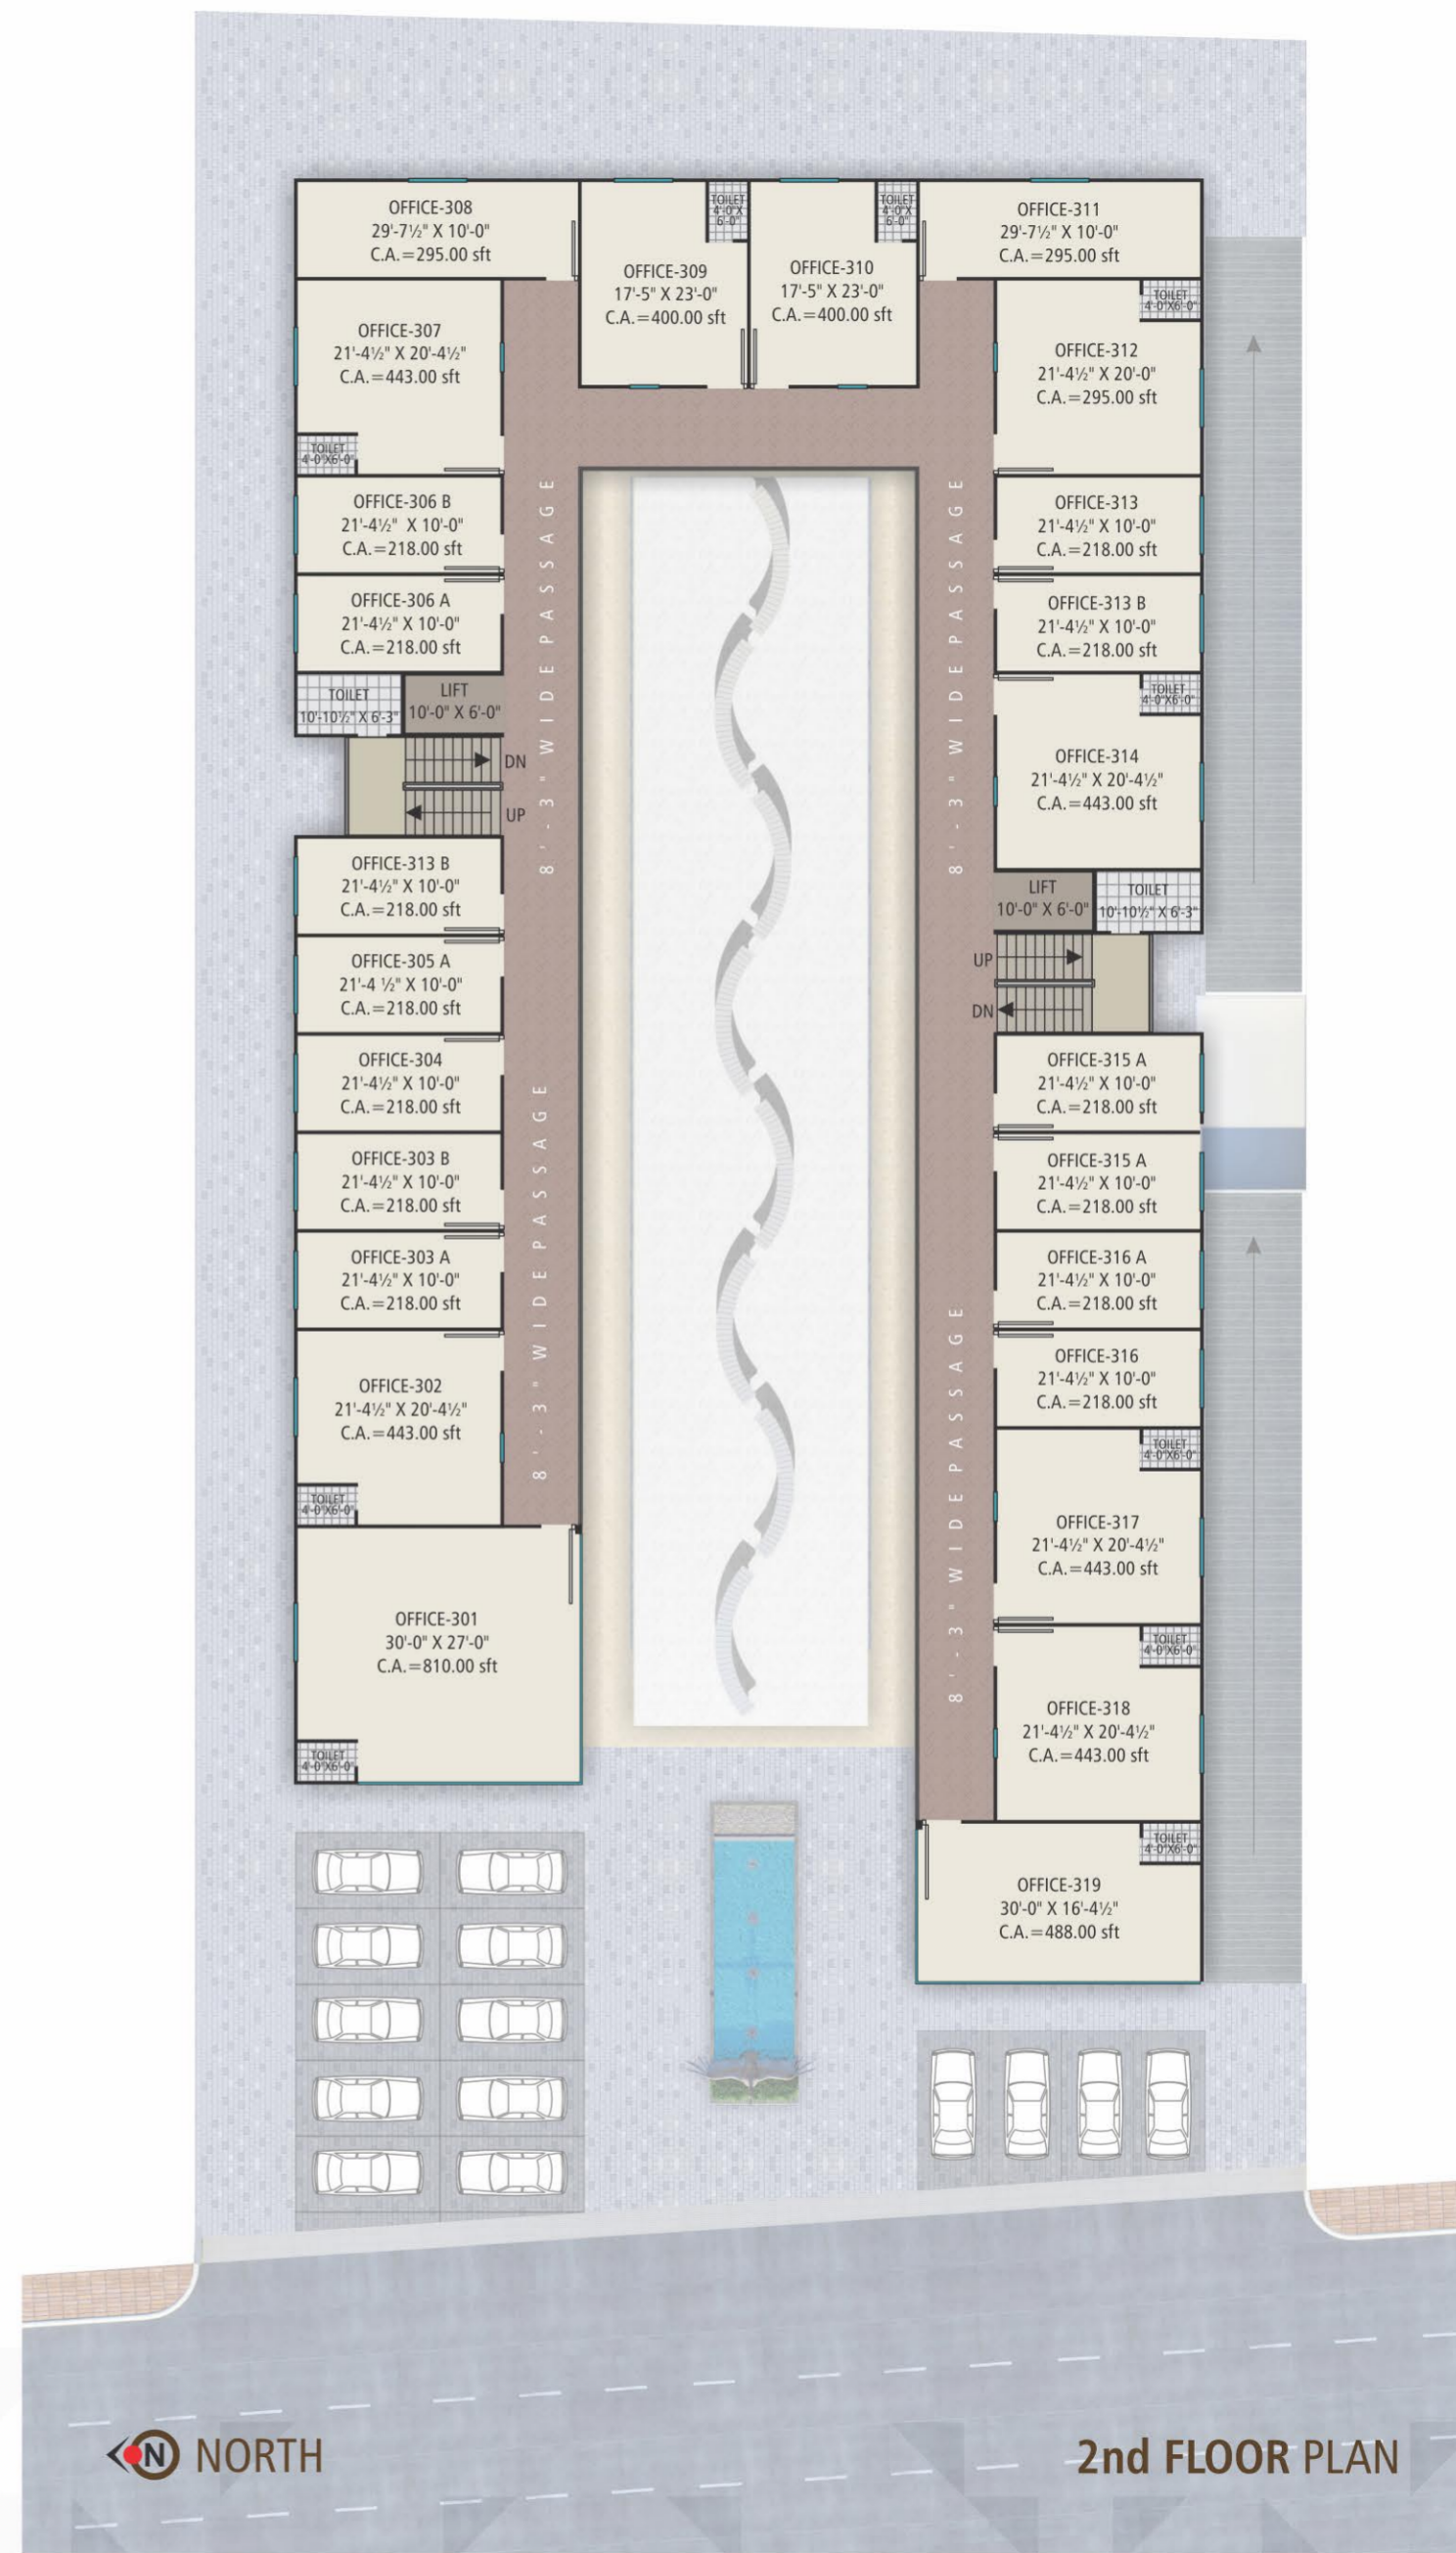 OFFICE-308
29'-7½" X 10'-0"
C.A.=295.00 sft
TOILET
4'-0"X
6'-0"
OFFICE-309
17'-5" X 23'-0"
C.A.=400.00 sft
TOILET
4'-0"X
6'-0"
OFFICE-310
17'-5" X 23'-0"
C.A.=400.00 sft
OFFICE-311
29'-7½" X 10'-0"
C.A.=295.00 sft
OFFICE-307
21'-4½" X 20'-4½"
C.A.=443.00 sft
TOILET
4'-0"X6'-0"
TOILET
4'-0"X6'-0"
OFFICE-312
21'-4½" X 20'-0"
C.A.=295.00 sft
OFFICE-306 B
21'-4½" X 10'-0"
C.A.=218.00 sft
OFFICE-306 A
21'-4½" X 10'-0"
C.A.=218.00 sft
TOILET
10'-10½" X 6'-3"
LIFT
10'-0" X 6'-0"
DN
UP
8'-3" WIDE PASSAGE
8'-3" WIDE PASSAGE
OFFICE-313
21'-4½" X 10'-0"
C.A.=218.00 sft
OFFICE-313 B
21'-4½" X 10'-0"
C.A.=218.00 sft
TOILET
4'-0"X6'-0"
OFFICE-314
21'-4½" X 20'-4½"
C.A.=443.00 sft
LIFT
10'-0" X 6'-0"
TOILET
10'-10½" X 6'-3"
UP
DN
OFFICE-313 B
21'-4½" X 10'-0"
C.A.=218.00 sft
OFFICE-305 A
21'-4 ½" X 10'-0"
C.A.=218.00 sft
OFFICE-304
21'-4½" X 10'-0"
C.A.=218.00 sft
OFFICE-303 B
21'-4½" X 10'-0"
C.A.=218.00 sft
OFFICE-303 A
21'-4½" X 10'-0"
C.A.=218.00 sft
OFFICE-302
21'-4½" X 20'-4½"
C.A.=443.00 sft
TOILET
4'-0"X6'-0"
8'-3" WIDE PASSAGE
8'-3" WIDE PASSAGE
OFFICE-315 A
21'-4½" X 10'-0"
C.A.=218.00 sft
OFFICE-315 A
21'-4½" X 10'-0"
C.A.=218.00 sft
OFFICE-316 A
21'-4½" X 10'-0"
C.A.=218.00 sft
OFFICE-316
21'-4½" X 10'-0"
C.A.=218.00 sft
TOILET
4'-0"X6'-0"
OFFICE-317
21'-4½" X 20'-4½"
C.A.=443.00 sft
OFFICE-301
30'-0" X 27'-0"
C.A.=810.00 sft
TOILET
4'-0"X6'-0"
TOILET
4'-0"X6'-0"
OFFICE-318
21'-4½" X 20'-4½"
C.A.=443.00 sft
TOILET
4'-0"X6'-0"
OFFICE-319
30'-0" X 16'-4½"
C.A.=488.00 sft
N NORTH
2nd FLOOR PLAN